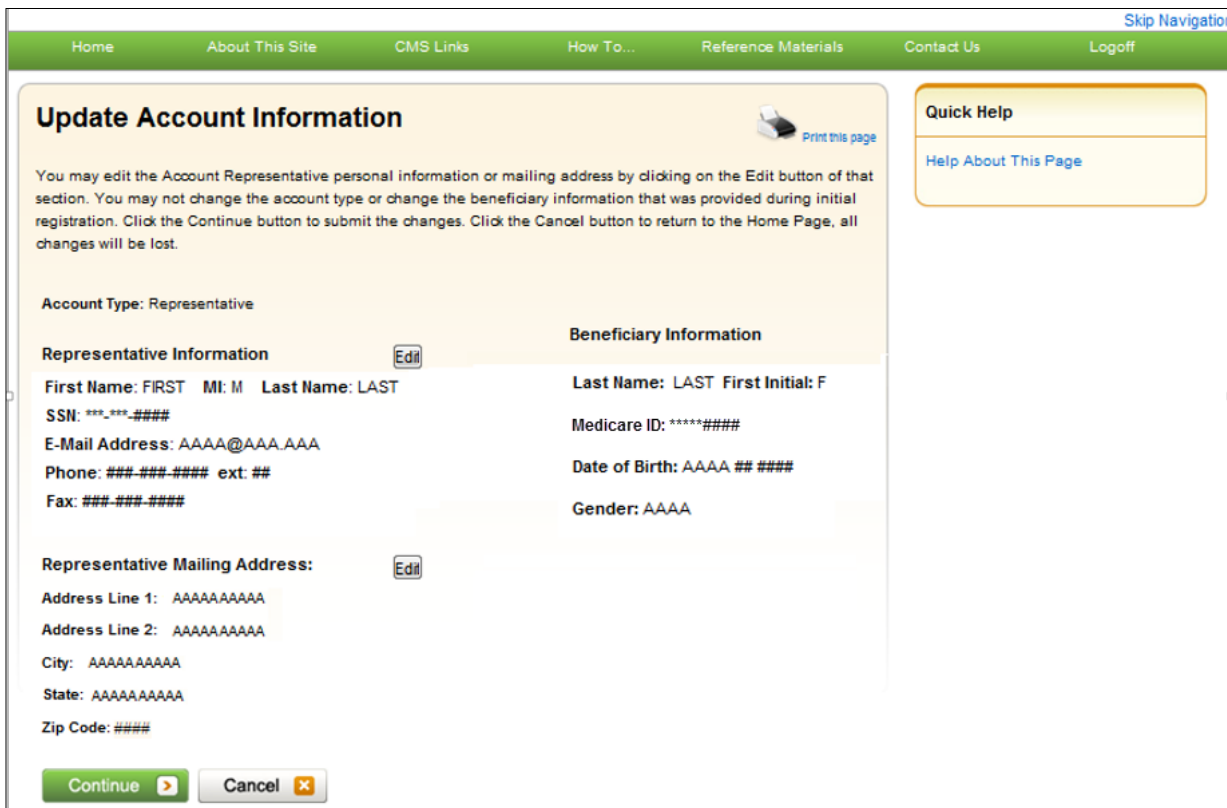 Skip Navigation
Home About This Site CMS Links How To... Reference Materials Contact Us Logoff
Update Account Information
Print this page
You may edit the Account Representative personal information or mailing address by clicking on the Edit button of that
section. You may not change the account type or change the beneficiary information that was provided during initial
registration. Click the Continue button to submit the changes. Click the Cancel button to return to the Home Page, all
changes will be lost.
Account Type: Representative
Representative Information Edit
First Name: FIRST MI: M Last Name: LAST
SSN: ***-***-####
E-Mail Address: AAAA@AAA.AAA
Phone: ###-###-#### ext: ##
Fax: ###-###-####
Beneficiary Information
Last Name: LAST First Initial: F
Medicare ID: *****####
Date of Birth: AAAA ## ####
Gender: AAAA
Representative Mailing Address: Edit
Address Line 1: AAAAAAAAAA
Address Line 2: AAAAAAAAAA
City: AAAAAAAAAA
State: AAAAAAAAAA
Zip Code: ####
Continue Cancel
Quick Help
Help About This Page